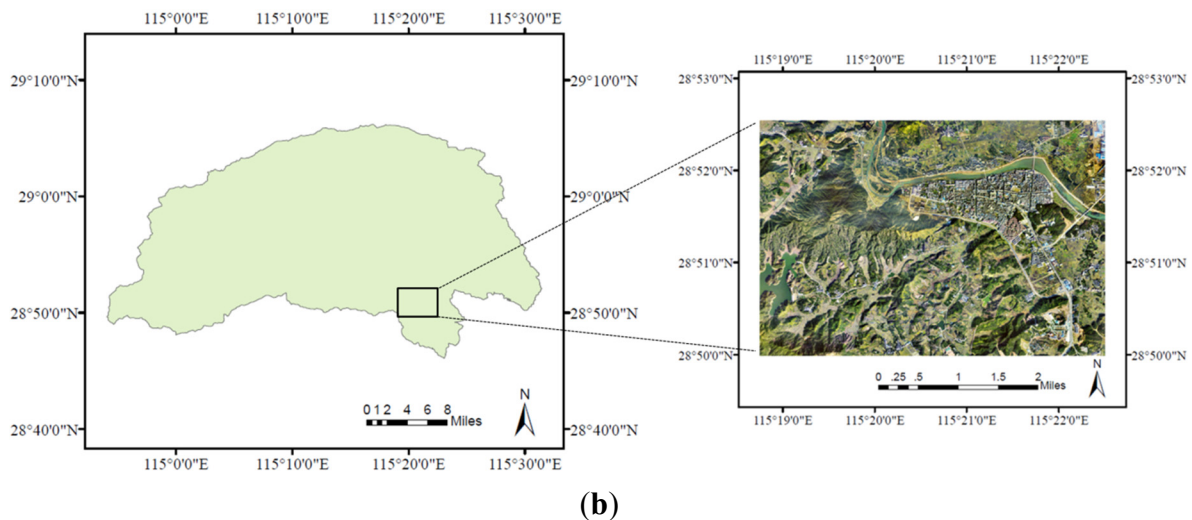 115°0'0"E 115°10'0"E 115°20'0"E 115°30'0"E
29°10'0"N 29°10'0"N
29°0'0"N 29°0'0"N
28°50'0"N 28°50'0"N
28°40'0"N 28°40'0"N
N
0 1 2 4 6 8
Miles
115°0'0"E 115°10'0"E 115°20'0"E 115°30'0"E
115°19'0"E 115°20'0"E 115°21'0"E 115°22'0"E
28°53'0"N 28°53'0"N
28°52'0"N 28°52'0"N
28°51'0"N 28°51'0"N
28°50'0"N 28°50'0"N
N
0 .25 .5 1 1.5 2
Miles
115°19'0"E 115°20'0"E 115°21'0"E 115°22'0"E
(b)